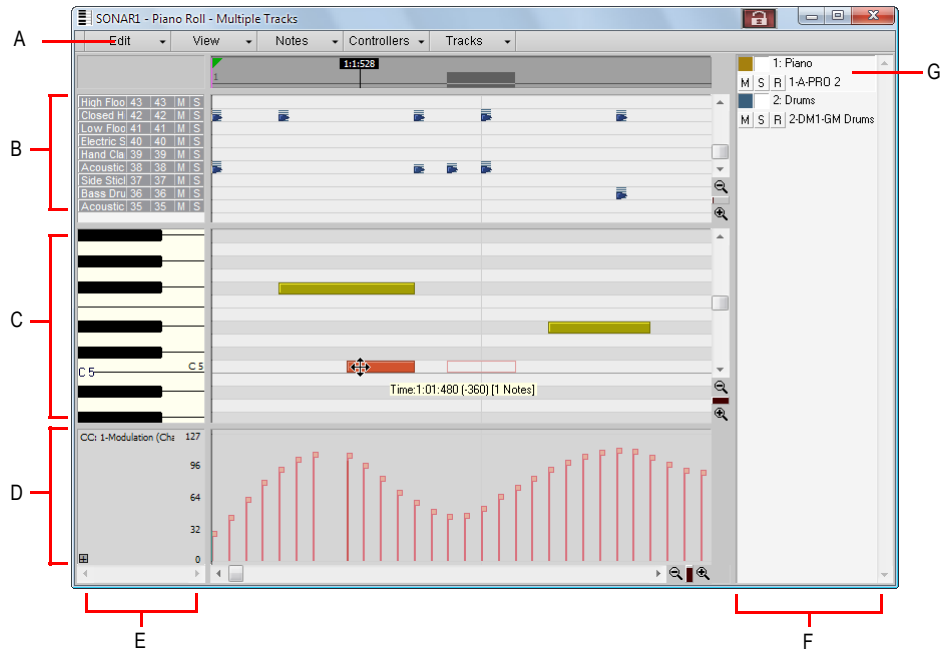 SONAR1 - Piano Roll - Multiple Tracks
A
Edit View Notes Controllers Tracks
1:1:528
1
1: Piano
G
M S R 1-A-PRO 2
2: Drums
M S R 2-DM1-GM Drums
B
High Floo 43 43 M S
Closed H 42 42 M S
Low Floo 41 41 M S
Electric S 40 40 M S
Hand Cla 39 39 M S
Acoustic 38 38 M S
Side Sticl 37 37 M S
Bass Dru 36 36 M S
Acoustic 35 35 M S
C
C 5 C 5
Time:1:01:480 (-360) [1 Notes]
D
CC: 1-Modulation (Cha 127
96
64
32
0
E
F